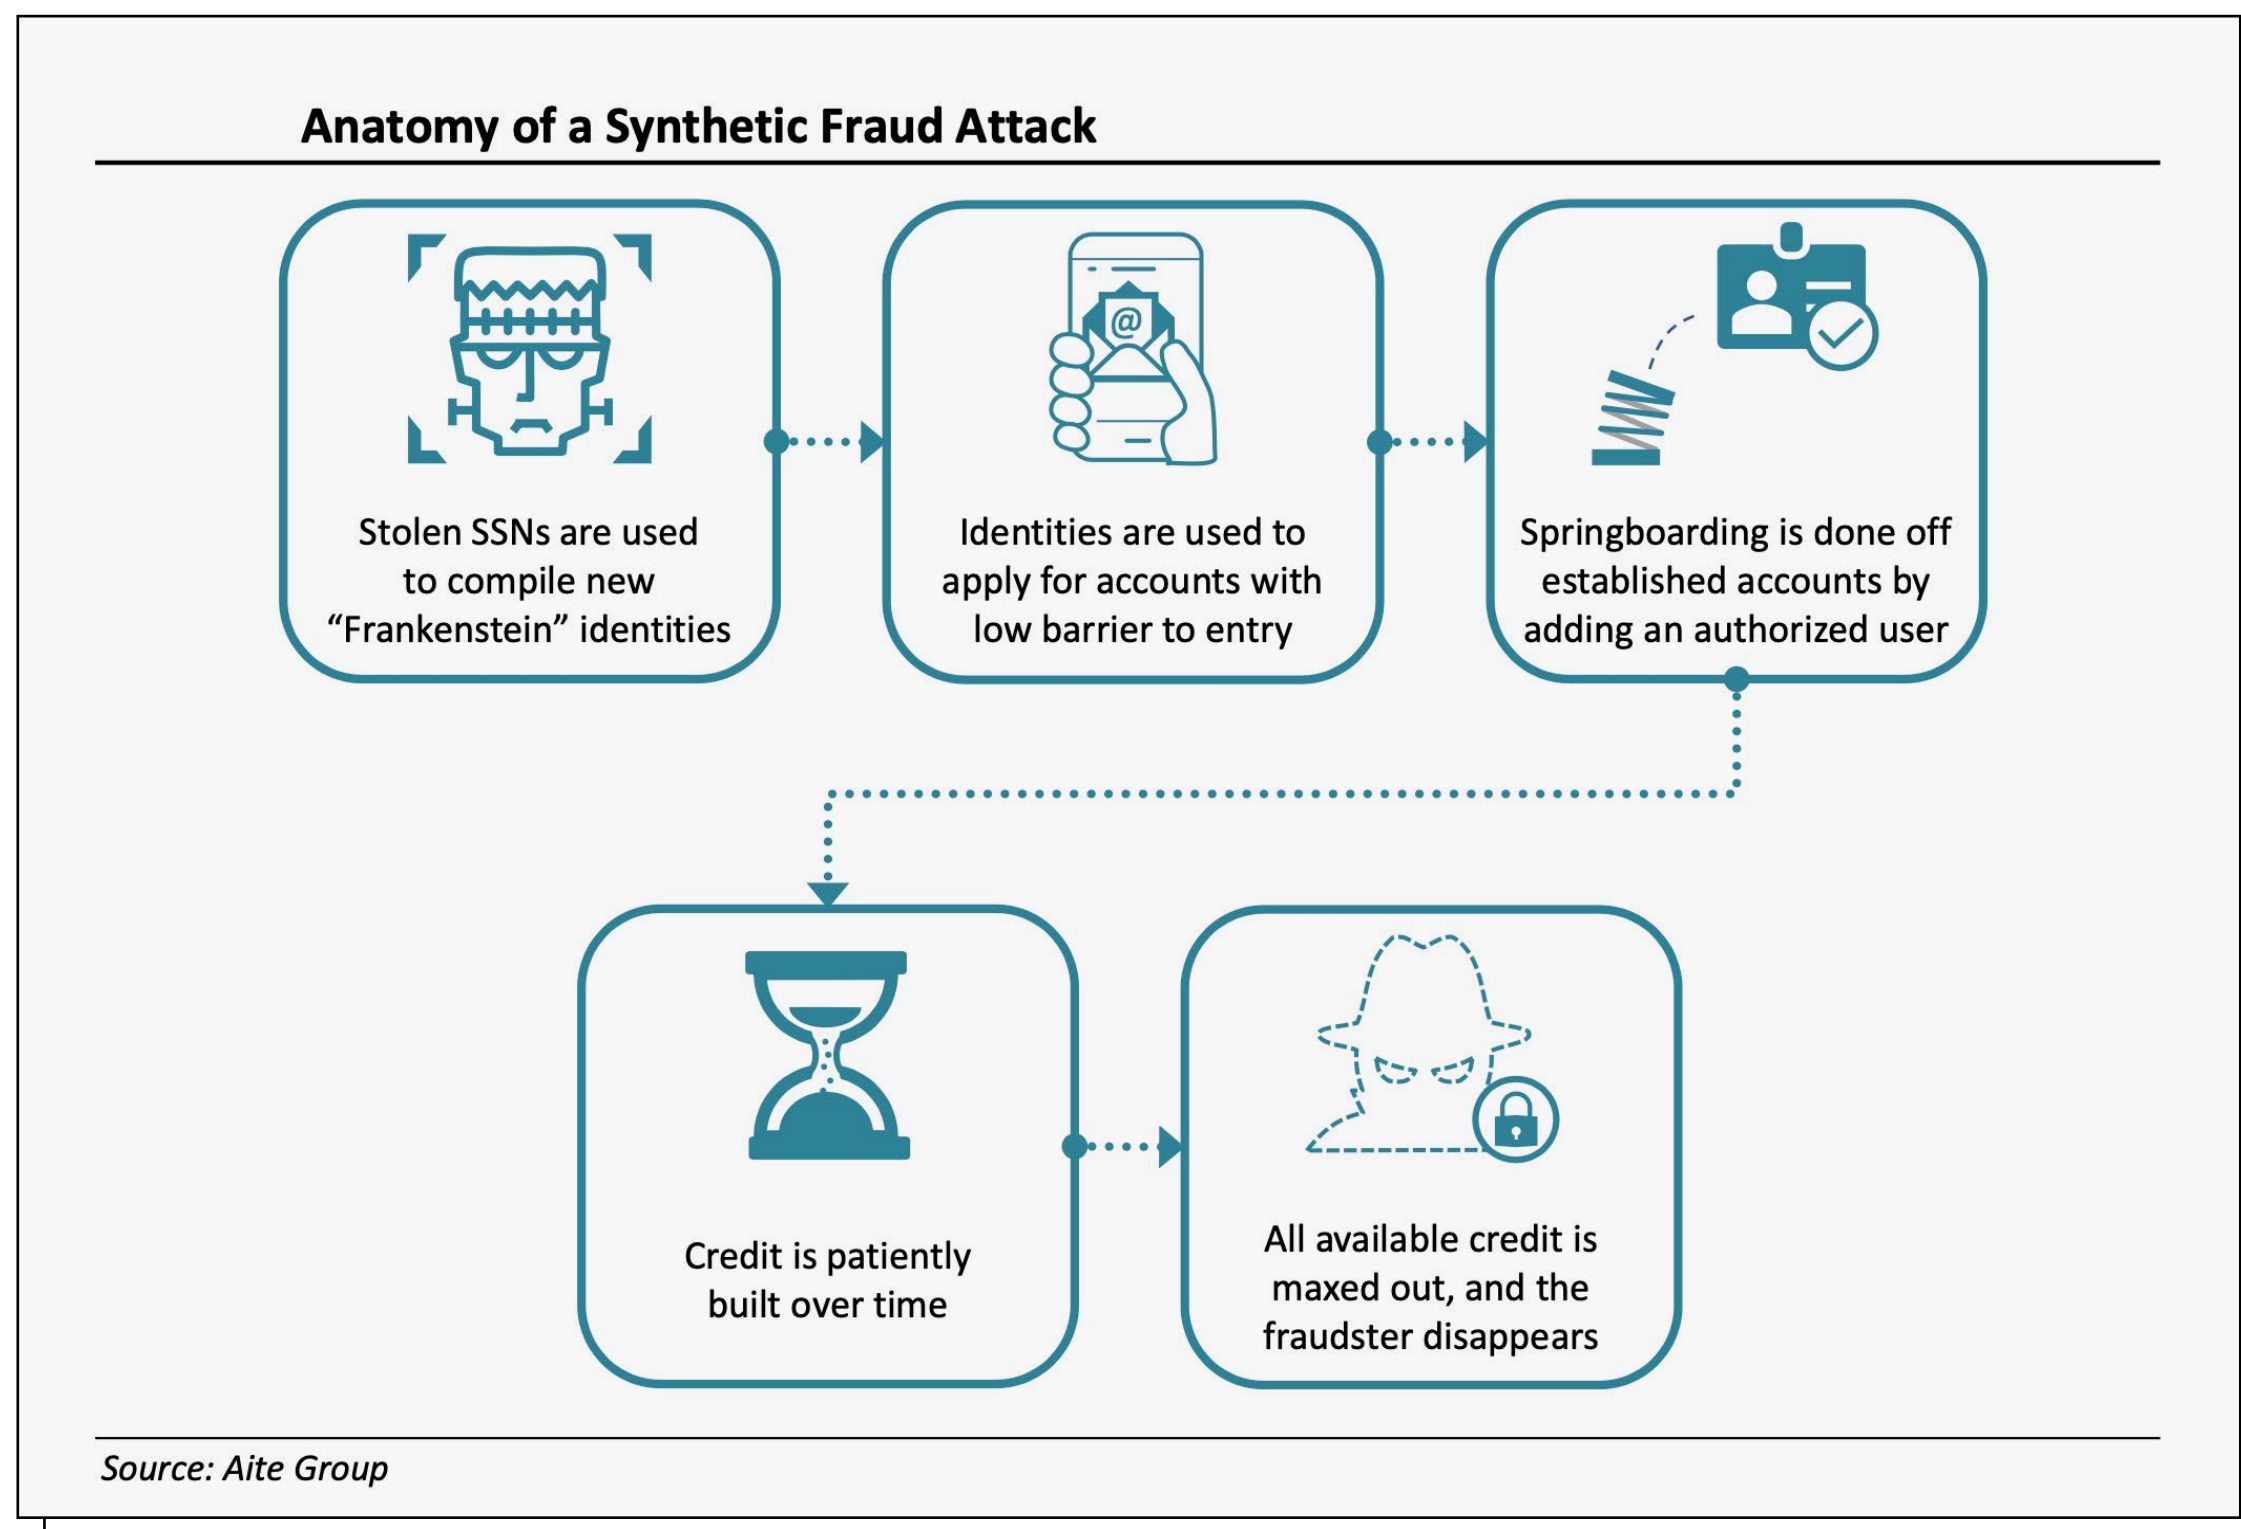 Anatomy of a Synthetic Fraud Attack
Stolen SSNs are used
to compile new
“Frankenstein” identities
@
Identities are used to
apply for accounts with
low barrier to entry
Springboarding is done off
established accounts by
adding an authorized user
Credit is patiently
built over time
All available credit is
maxed out, and the
fraudster disappears
Source: Aite Group